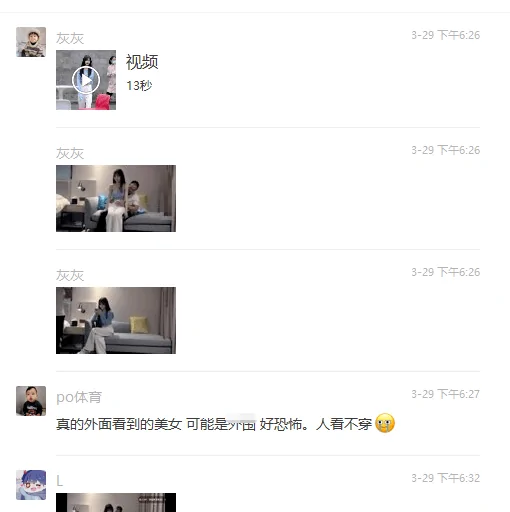 灰灰
3-29 下午6:26
视频
13秒
灰灰
3-29 下午6:26
灰灰
3-29 下午6:26
po体育
3-29 下午6:27
真的外面看到的美女 可能是外围 好恐怖。人看不穿
L
3-29 下午6:32